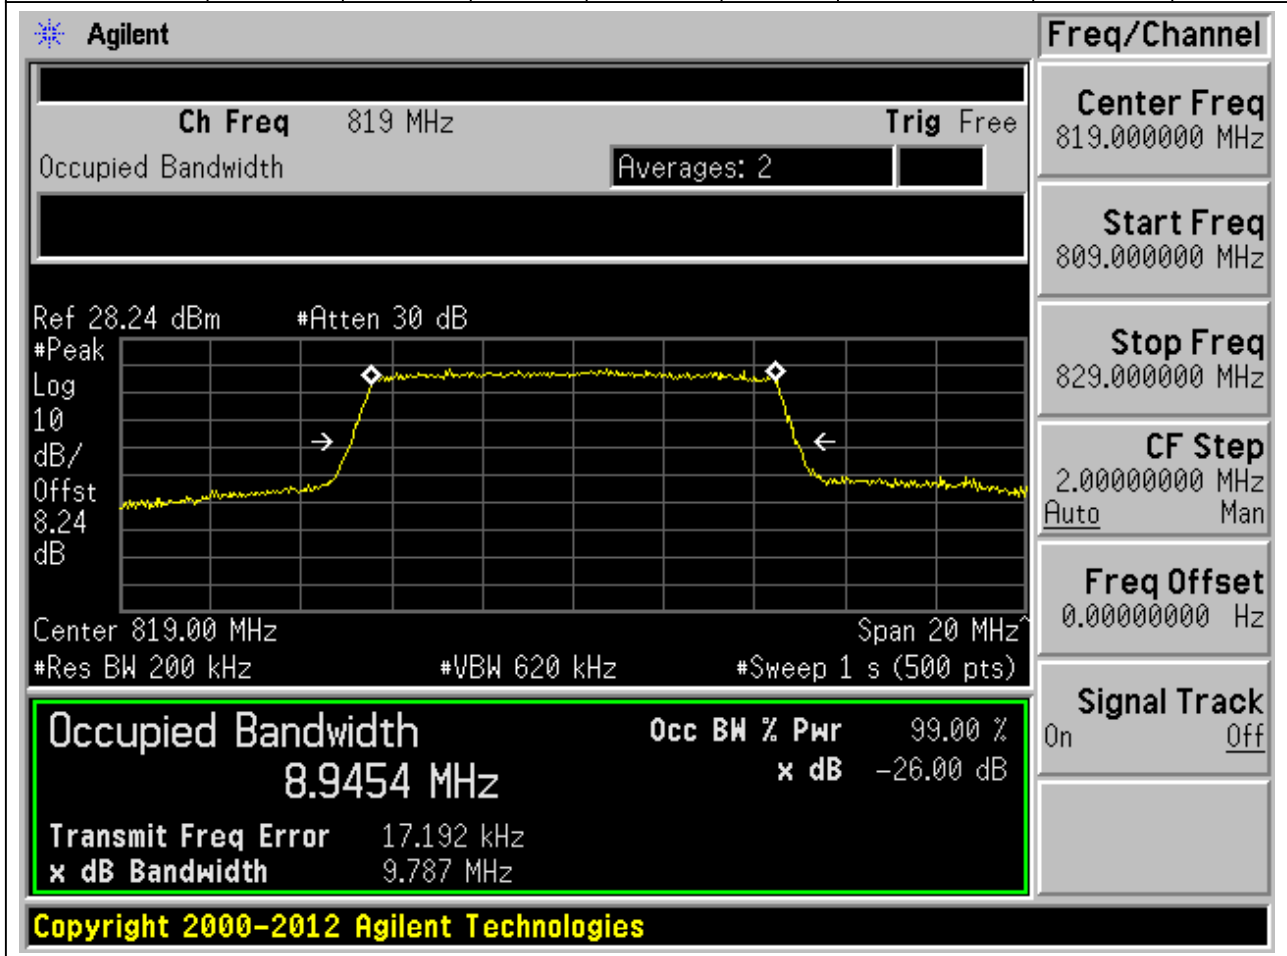 Agilent
Freq/Channel
Ch Freq 819 MHz Trig Free
Occupied Bandwidth Averages: 2
Center Freq
819.000000 MHz
Start Freq
809.000000 MHz
Stop Freq
829.000000 MHz
CF Step
2.00000000 MHz
Auto Man
Freq Offset
0.00000000 Hz
Signal Track
On Off
Ref 28.24 dBm #Atten 30 dB
#Peak
Log
10
dB/
Offst
8.24
dB
Center 819.00 MHz Span 20 MHz^
#Res BW 200 kHz #VBW 620 kHz #Sweep 1 s (500 pts)
Occupied Bandwidth Occ BW % Pwr 99.00 %
8.9454 MHz x dB -26.00 dB
Transmit Freq Error 17.192 kHz
x dB Bandwidth 9.787 MHz
Copyright 2000-2012 Agilent Technologies